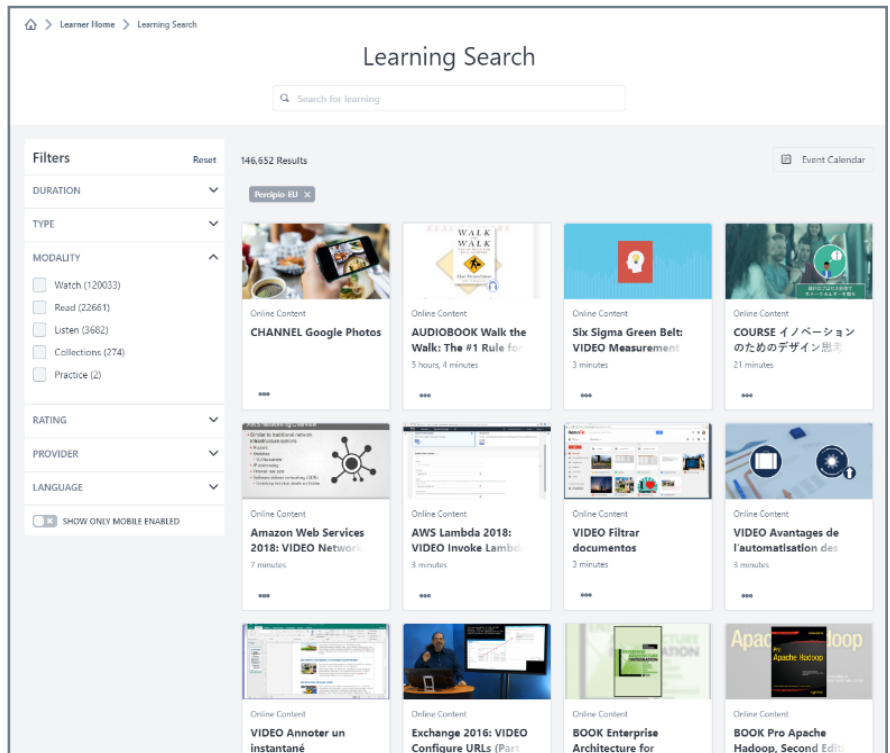 Learner Home > Learning Search
Learning Search
Search for learning
Filters
Reset
DURATION
TYPE
MODALITY
Watch (120033)
Read (22661)
Listen (3682)
Collections (274)
Practice (2)
RATING
PROVIDER
LANGUAGE
SHOW ONLY MOBILE ENABLED
146,652 Results
Event Calendar
Percipio-EU ×
Online Content
CHANNEL Google Photos
WALK
WALK
Online Content
AUDIOBOOK Walk the
Walk: The #1 Rule for
5 hours, 4 minutes
Online Content
Six Sigma Green Belt:
VIDEO Measurement
3 minutes
Online Content
COURSE イノベーション
のためのデザイン思考
21 minutes
AWS Networking Overview
Online Content
Amazon Web Services
2018: VIDEO Network
7 minutes
Online Content
AWS Lambda 2018:
VIDEO Invoke Lambd
3 minutes
Online Content
VIDEO Filtrar
documentos
3 minutes
Online Content
VIDEO Avantages de
l'automatisation des
3 minutes
Online Content
VIDEO Annoter un
instantané
Online Content
Exchange 2016: VIDEO
Configure URLs (Part
Online Content
BOOK Enterprise
Architecture for
Pro
Apache Hadoop
Online Content
BOOK Pro Apache
Hadoop, Second Edit